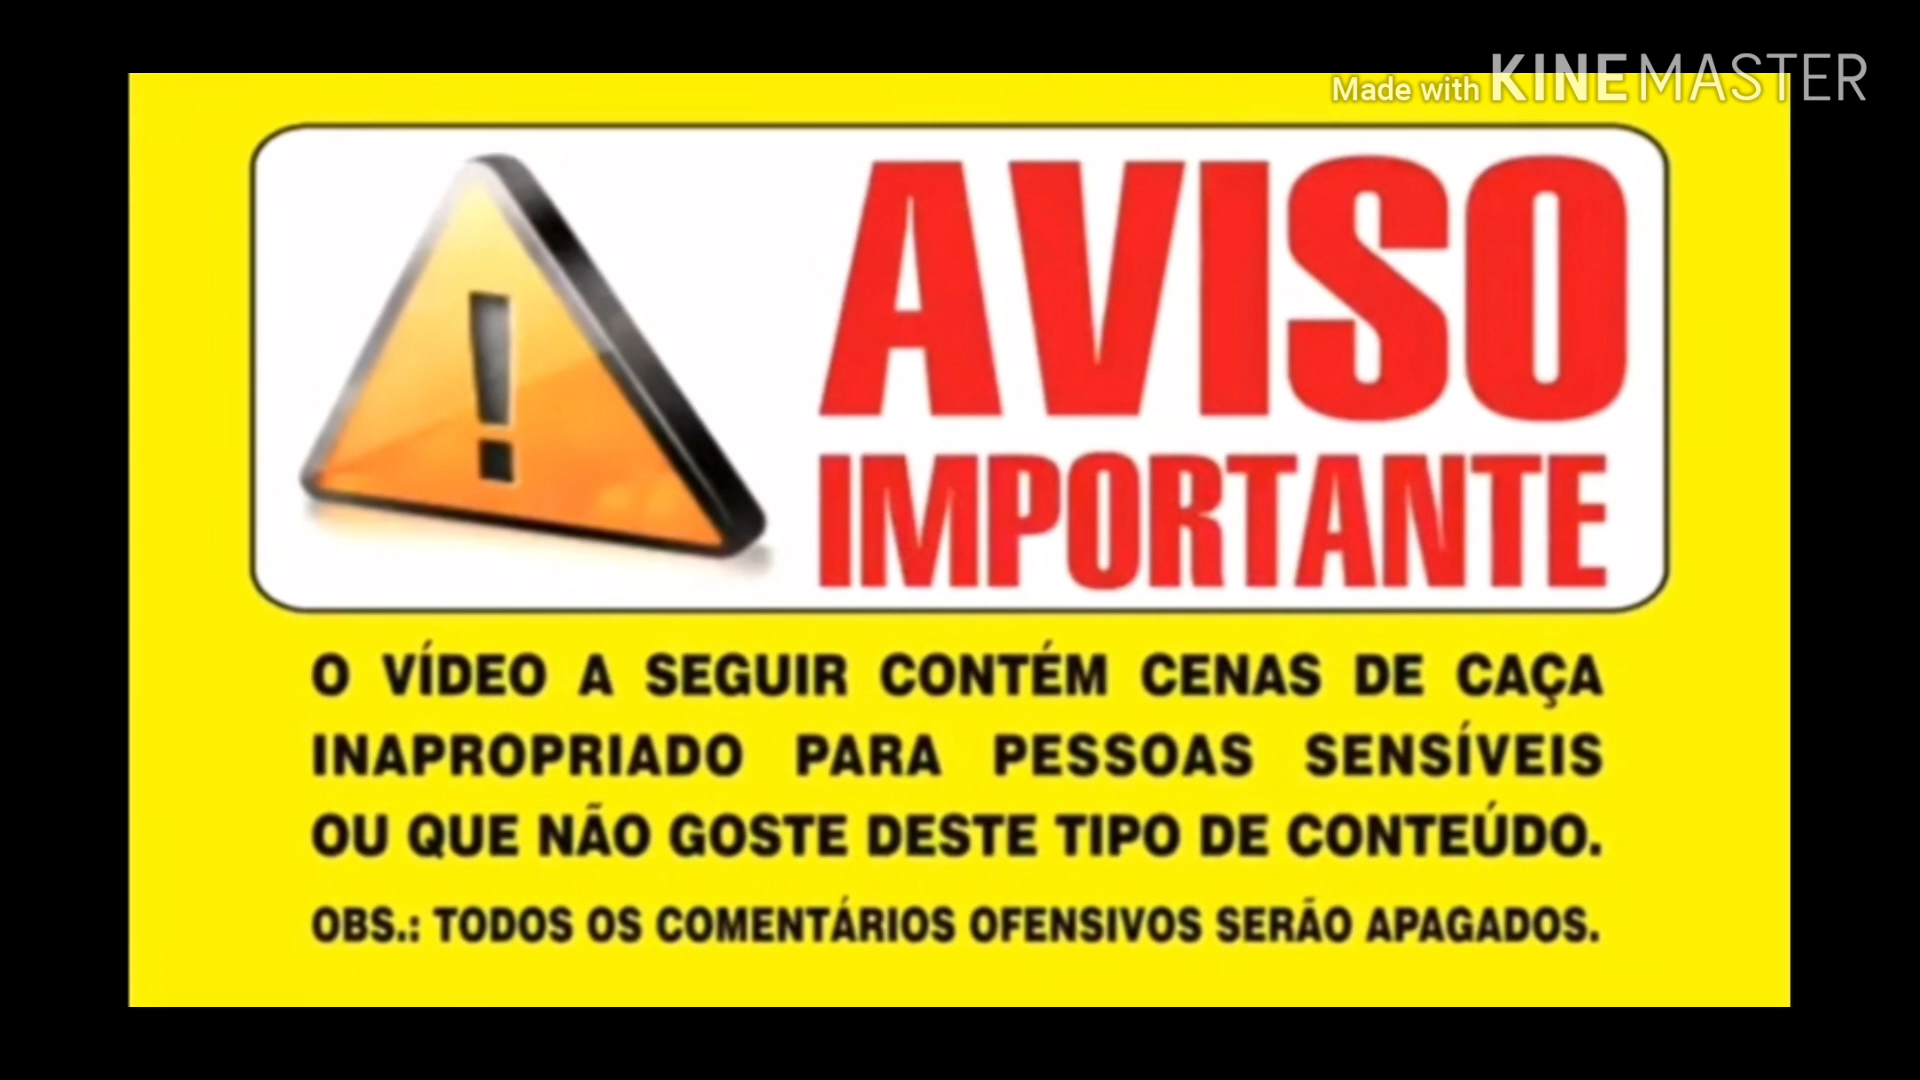 Made with KINEMASTER
AVISO
IMPORTANTE
O VÍDEO A SEGUIR CONTÉM CENAS DE CAÇA
INAPROPRIADO PARA PESSOAS SENSÍVEIS
OU QUE NÃO GOSTE DESTE TIPO DE CONTEÚDO.
OBS.: TODOS OS COMENTÁRIOS OFENSIVOS SERÃO APAGADOS.